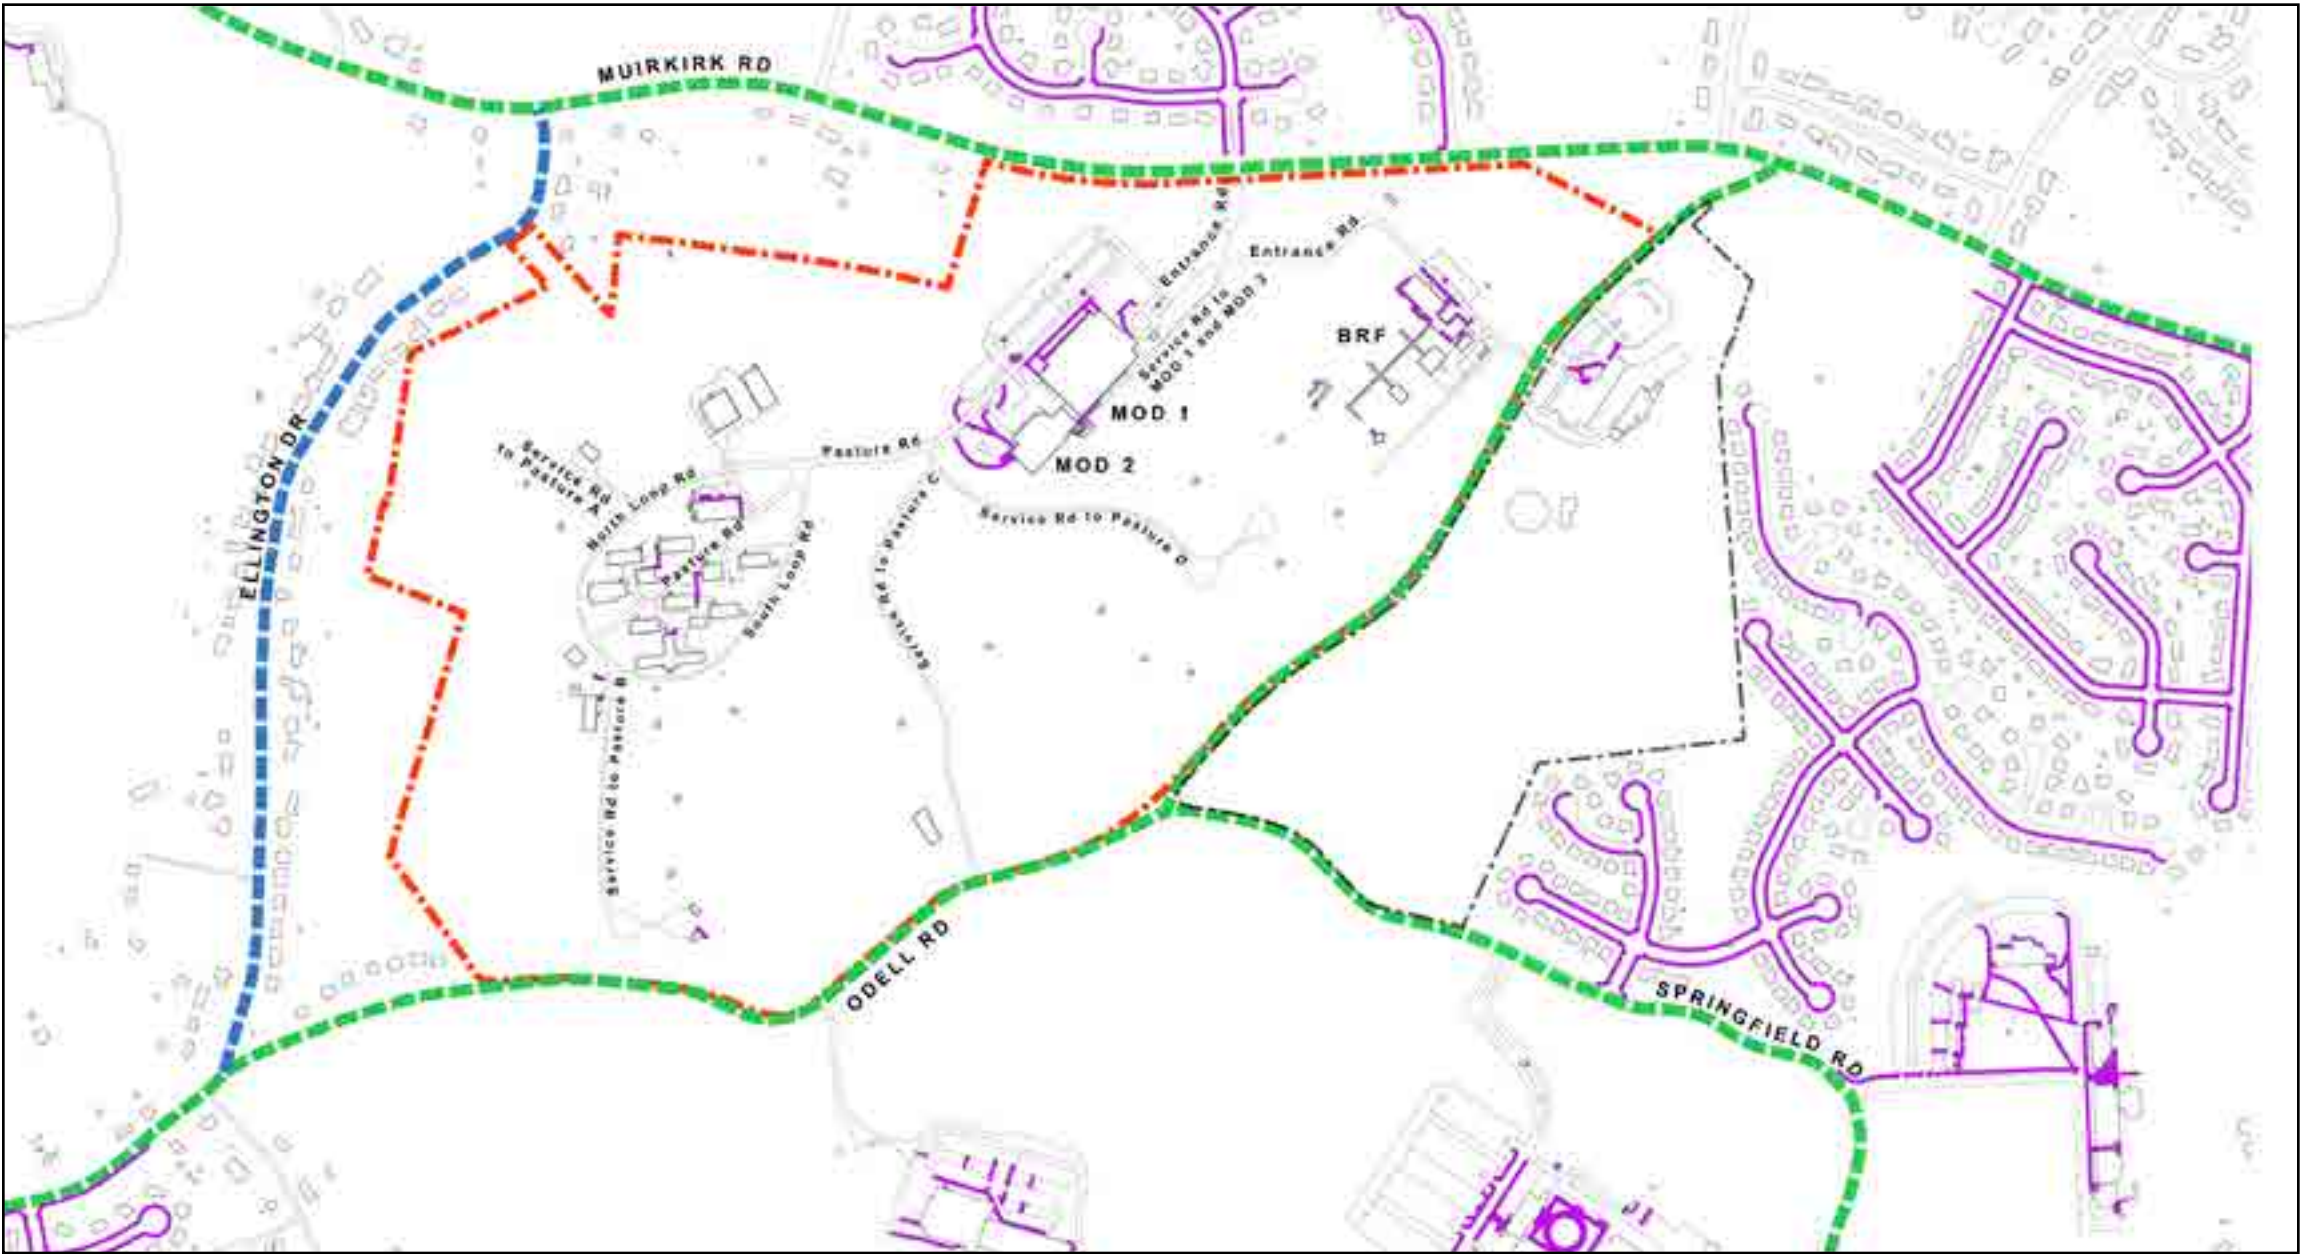 MUIRKIRK RD
Entrance Rd
Entrance Rd
Service Rd to
MOD 1 and MOD 2
BRF
MOD 1
MOD 2
ELLINGTON DR
Service Rd
to Pasture A
Pasture Rd
North Loop Rd
Pasture Rd
South Loop Rd
Service Rd to Pasture C
Service Rd to Pasture D
Service Rd to Pasture B
ODELL RD
SPRINGFIELD RD